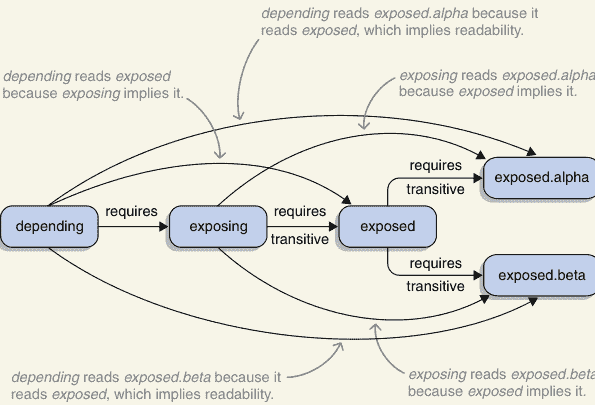 depending reads exposed.alpha because it
reads exposed, which implies readability.
depending reads exposed
because exposing implies it.
exposing reads exposed.alpha
because exposed implies it.
requires
transitive
exposed.alpha
depending
requires
exposing
requires
transitive
exposed
requires
transitive
exposed.beta
depending reads exposed.beta because it
reads exposed, which implies readability.
exposing reads exposed.beta
because exposed implies it.